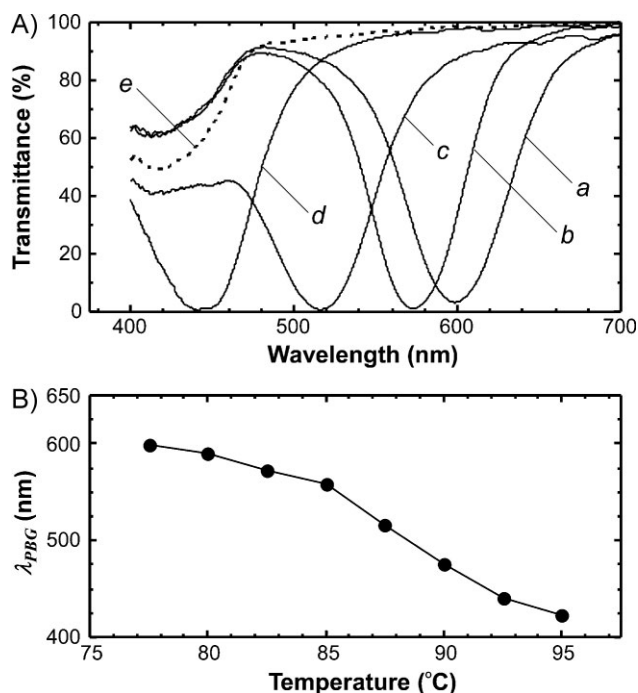 A)
100
80
60
40
20
0
Transmittance (%)
e
d
c
a
b
400
500
600
700
Wavelength (nm)
B)
650
600
500
400
λPBG
(nm)
75
80
85
90
95
Temperature (°C)